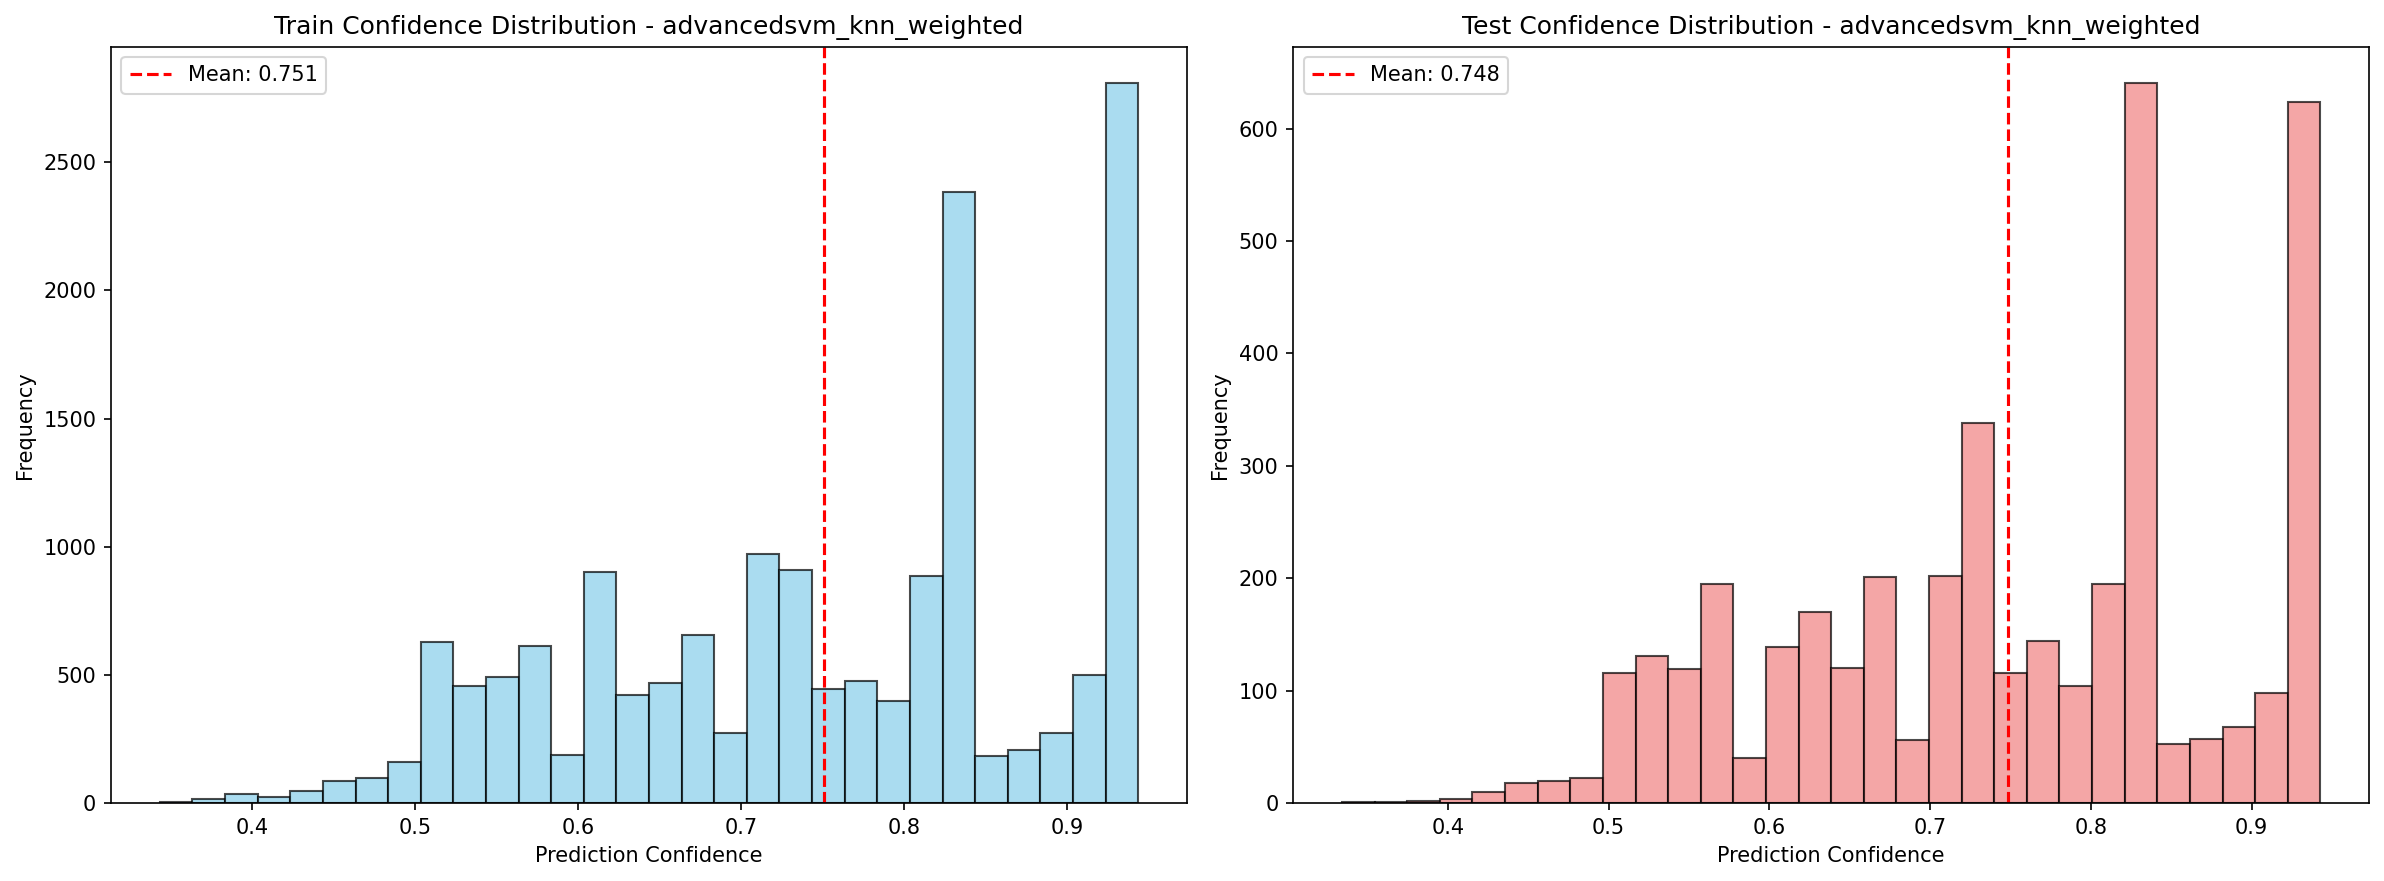 Train Confidence Distribution - advancedsvm_knn_weighted
Mean: 0.751
Frequency
2500
2000
1500
1000
500
0
0.4 0.5 0.6 0.7 0.8 0.9
Prediction Confidence
Test Confidence Distribution - advancedsvm_knn_weighted
Mean: 0.748
Frequency
600
500
400
300
200
100
0
0.4 0.5 0.6 0.7 0.8 0.9
Prediction Confidence